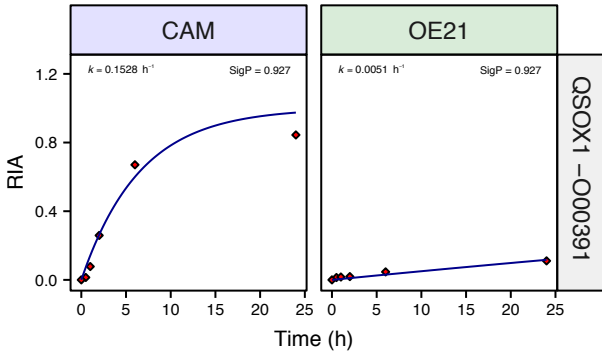 CAM
OE21
k = 0.1528 h⁻¹
SigP = 0.927
k = 0.0051 h⁻¹
SigP = 0.927
1.2
0.8
0.4
0.0
RIA
QSOX1 −O00391
0 5 10 15 20 25
0 5 10 15 20 25
Time (h)